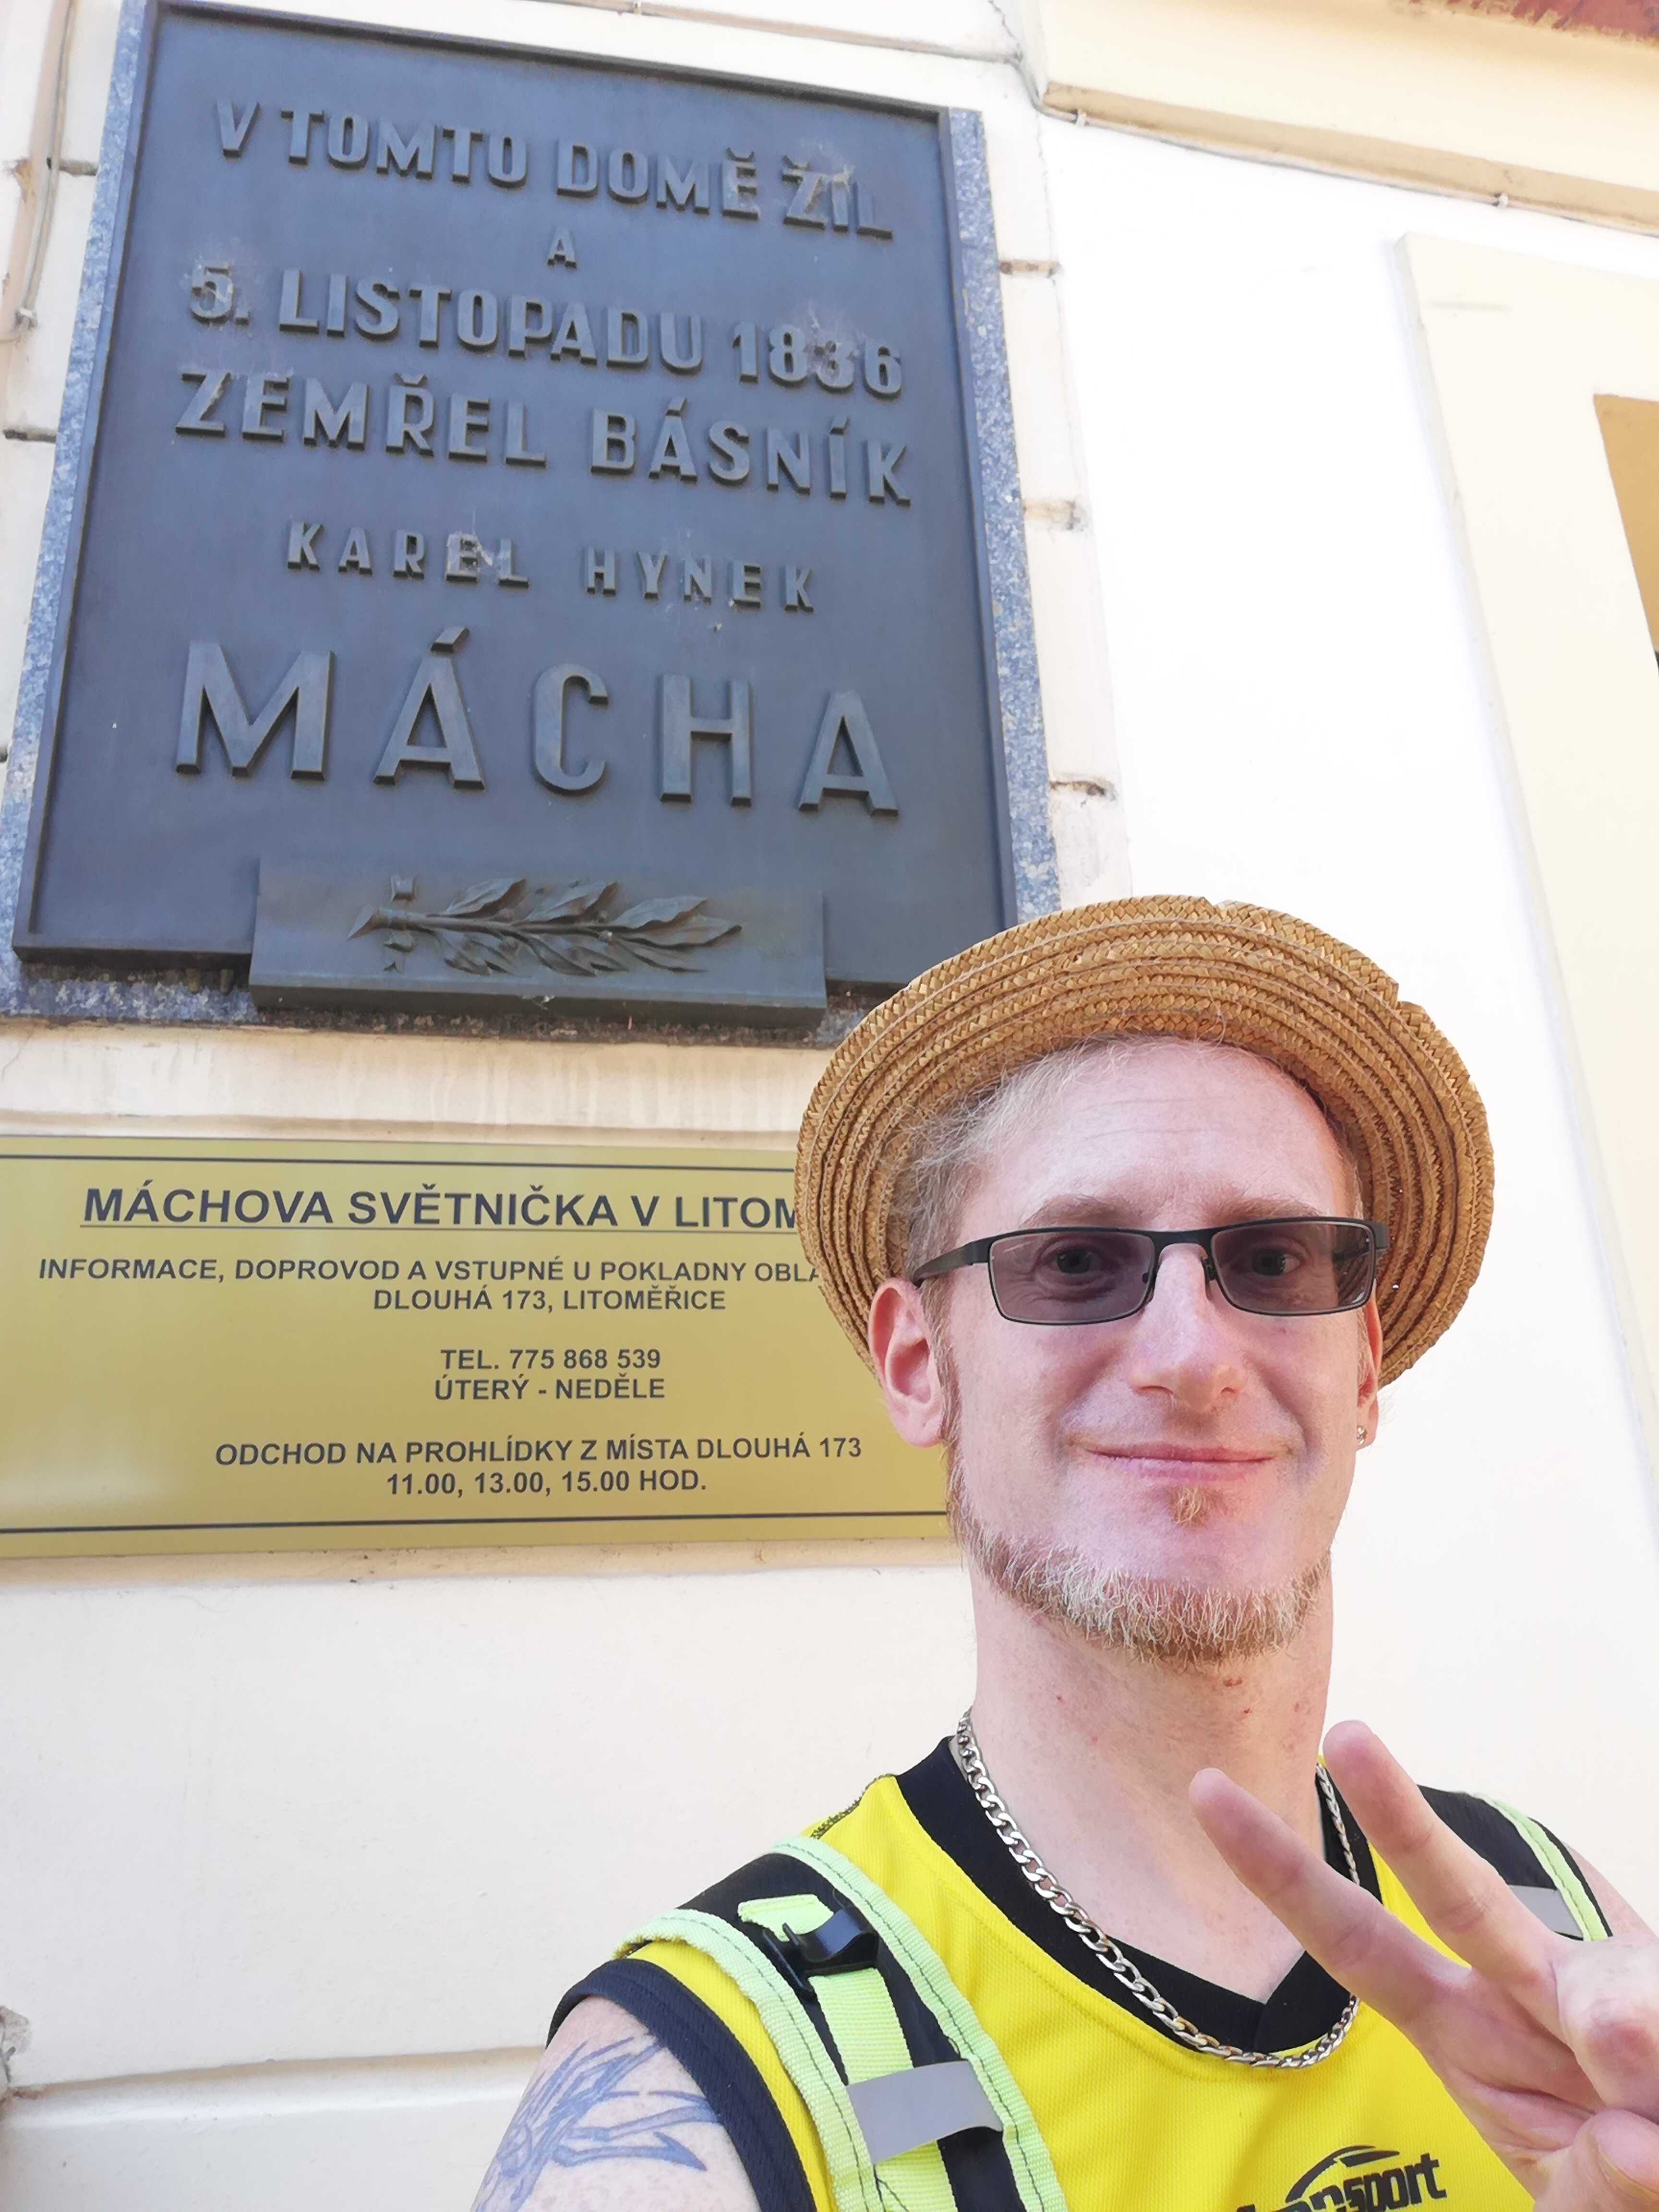 V TOMTO DOMĚ ŽIL
A
5. LISTOPADU 1836
ZEMŘEL BÁSNÍK
KAREL HYNEK
MÁCHA
MÁCHOVA SVĚTNIČKA V
INFORMACE, DOPROVOD A VSTUPNÉ U POKLADNY
DLOUHÁ 173, LITOMĚŘICE
TEL. 775 868 539
ÚTERÝ - NEDĚLE
ODCHOD NA PROHLÍDKY Z MÍSTA DLOUHÁ 173
11.00, 13.00, 15.00 HOD.